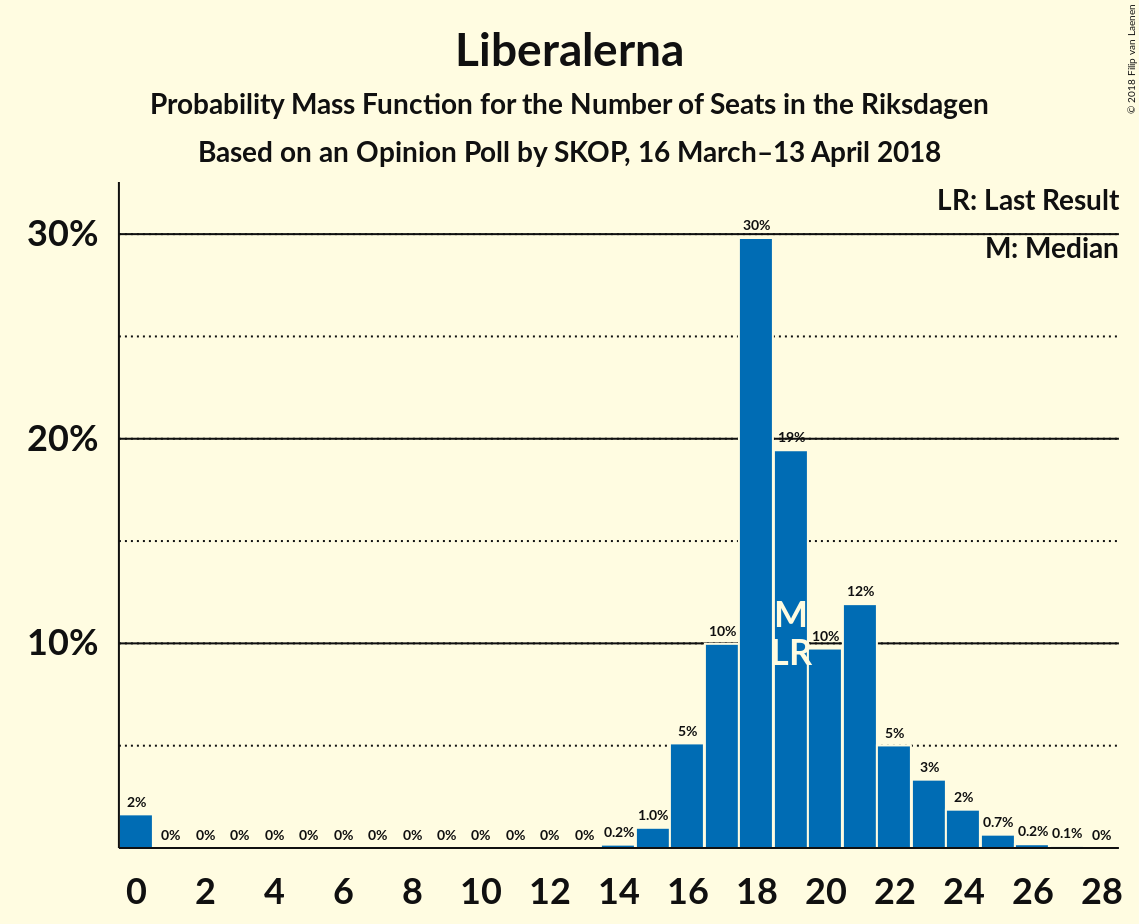 © 2018 Filip van Laenen
Liberalerna
Probability Mass Function for the Number of Seats in the Riksdagen
Based on an Opinion Poll by SKOP, 16 March–13 April 2018
LR: Last Result
M: Median
30%
20%
10%
2% 0% 0% 0% 0% 0% 0% 0% 0% 0% 0% 0% 0% 0% 0.2% 1.0% 5% 10% 30% 19% 10% 12% 5% 3% 2% 0.7% 0.2% 0.1% 0%
M
LR
0 2 4 6 8 10 12 14 16 18 20 22 24 26 28